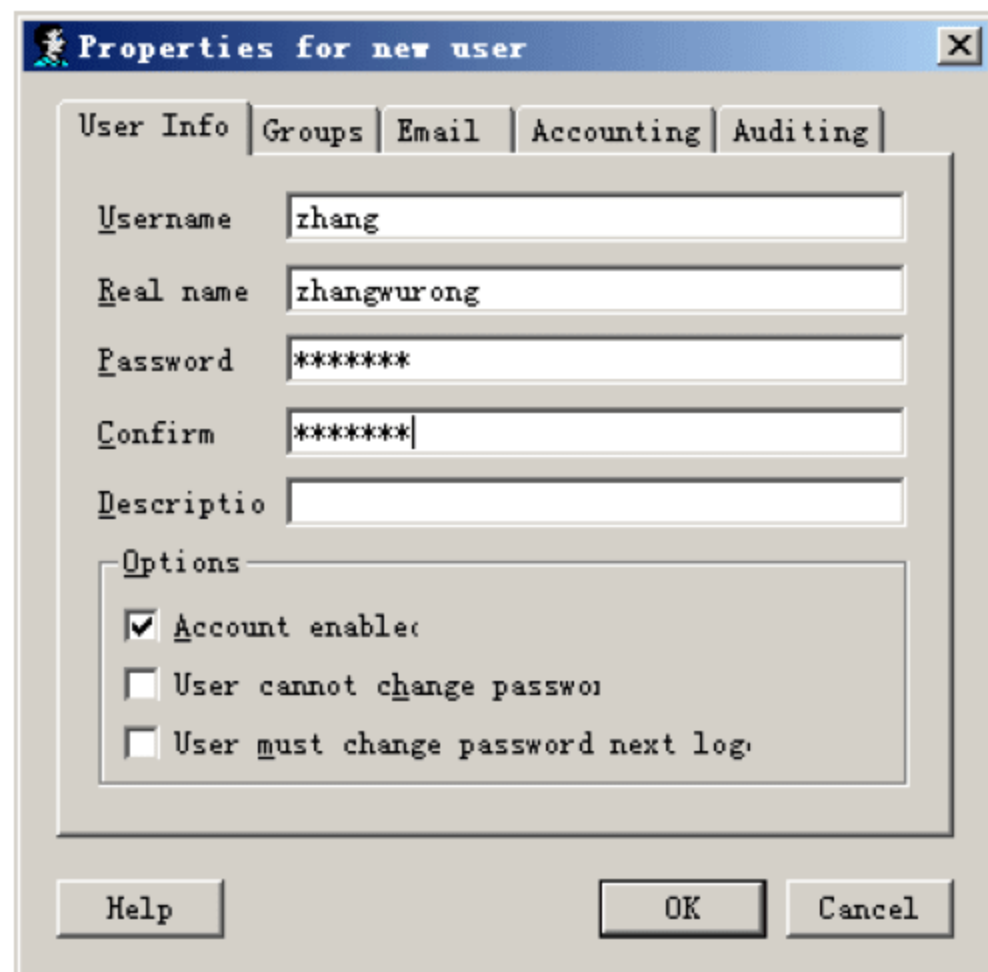 Properties for new user
User Info Groups Email Accounting Auditing
Username zhang
Real name zhangwurong
Password *******
Confirm *******
Descriptio
Options
Account enable
User cannot change passwo
User must change password next log
Help OK Cancel